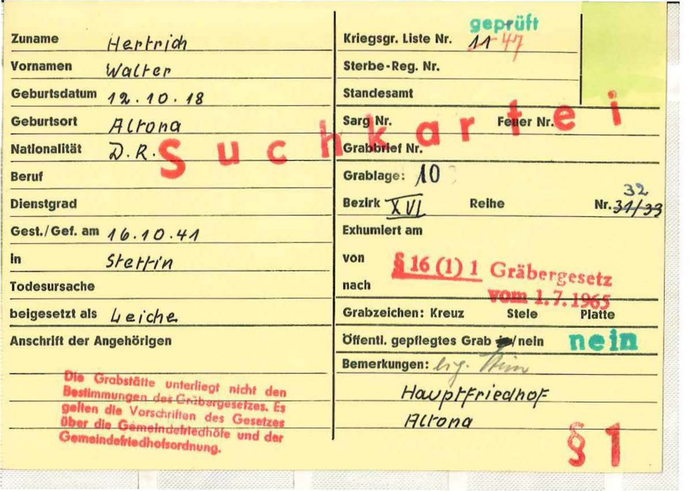 geprüft
Zuname Hertrich
Vornamen Walter
Geburtsdatum 12.10.18
Geburtsort Altona
Nationalität D.R.
Beruf
Dienstgrad
Gest./Gef. am 16.10.41
in Stettin
Todesursache
beigesetzt als Leiche
Anschrift der Angehörigen
Die Grabstätte unterliegt nicht den
Bestimmungen des Gräbergesetzes. Es
gelten die Vorschriften des Gesetzes
über die Gemeindefriedhöfe und der
Gemeindefriedhofsordnung.
Suchkartei
Kriegsgr. Liste Nr. 11-47
Sterbe-Reg. Nr.
Standesamt
Sarg Nr. Feuer Nr.
Grabbrief Nr.
Grablage: 10
32
Bezirk XVI Reihe Nr. 31/33
Exhumiert am
von
nach
§ 16 (1) 1 Gräbergesetz
vom 1.7.1965
Grabzeichen: Kreuz Stele Platte
Öffentl. gepflegtes Grab ja/nein nein
Bemerkungen:
Hauptfriedhof
Altona
§ 1